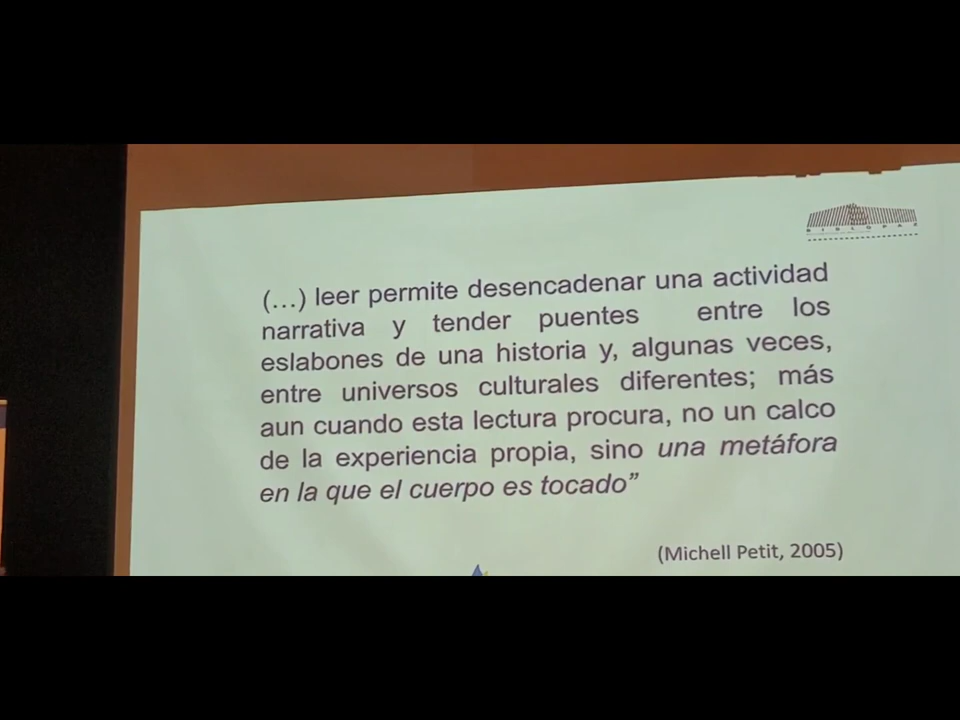 BIBLOPAZ
(...) leer permite desencadenar una actividad
narrativa y tender puentes entre los
eslabones de una historia y, algunas veces,
entre universos culturales diferentes; más
aun cuando esta lectura procura, no un calco
de la experiencia propia, sino una metáfora
en la que el cuerpo es tocado”
(Michell Petit, 2005)